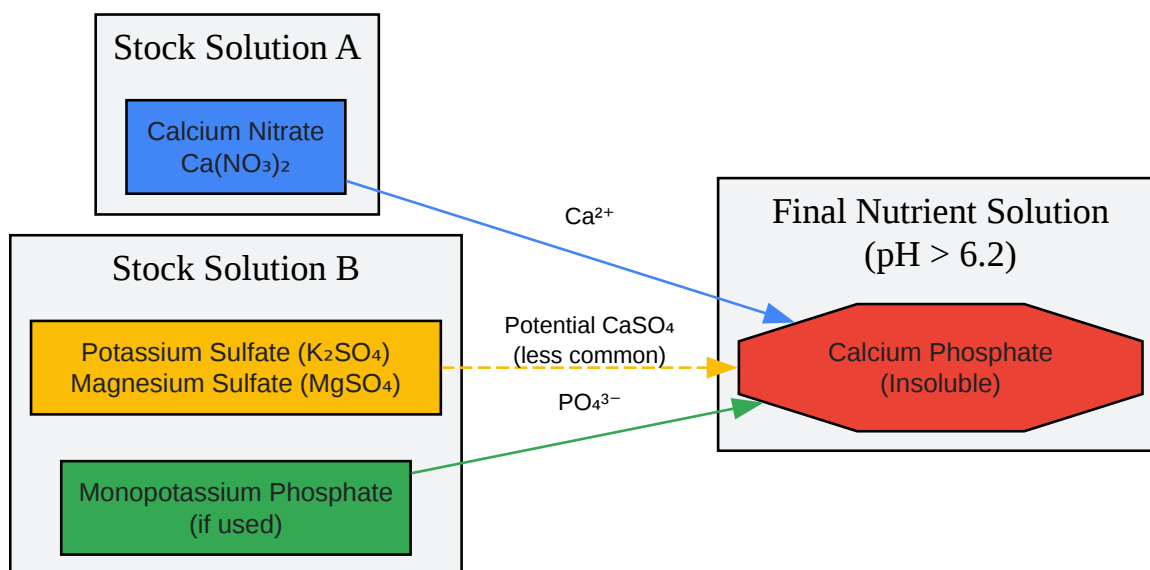 Stock Solution A
Calcium Nitrate
Ca(NO₃)₂
Stock Solution B
Potassium Sulfate (K₂SO₄)
Magnesium Sulfate (MgSO₄)
Monopotassium Phosphate
(if used)
Ca²⁺
Potential CaSO₄
(less common)
PO₄³⁻
Final Nutrient Solution
(pH > 6.2)
Calcium Phosphate
(Insoluble)